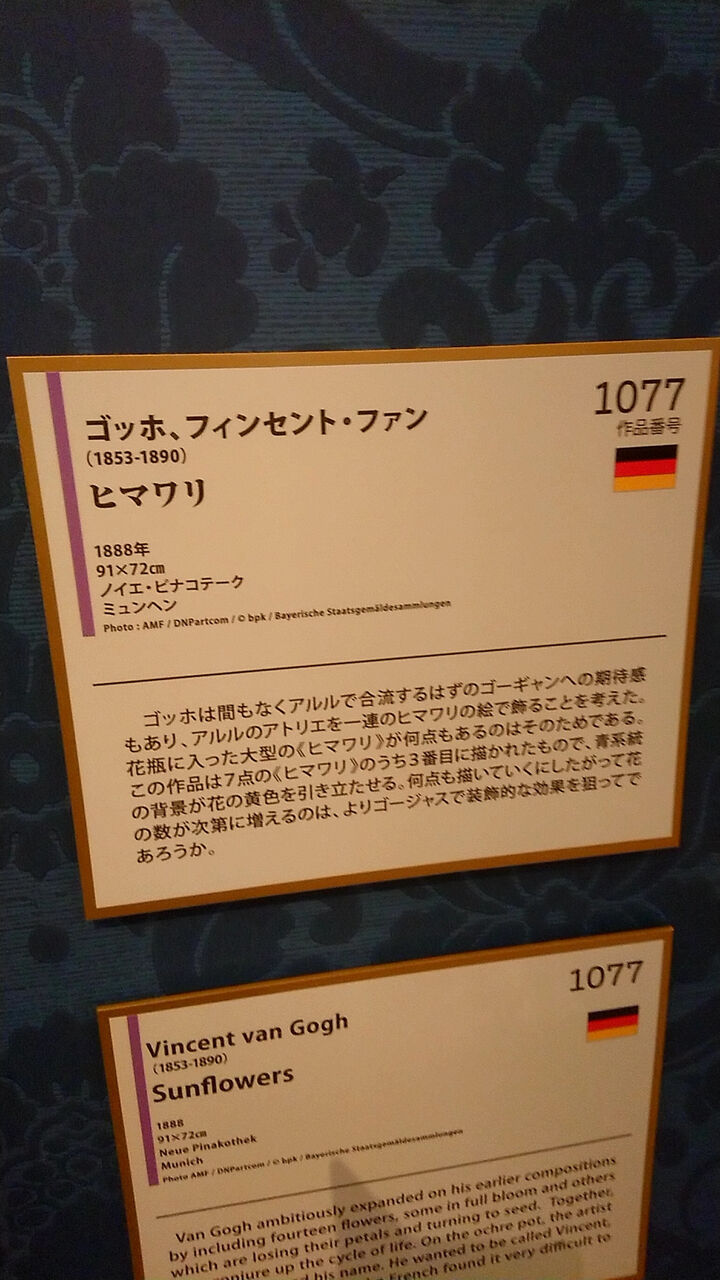 1077
作品番号
ゴッホ、フィンセント・ファン
(1853-1890)
ヒマワリ
1888年
91×72㎝
ノイエ・ピナコテーク
ミュンヘン
Photo : AMF / DNPartcom / © bpk / Bayerische Staatsgemäldesammlungen
ゴッホは間もなくアルルで合流するはずのゴーギャンへの期待感
もあり、アルルのアトリエを一連のヒマワリの絵で飾ることを考えた。
花瓶に入った大型の《ヒマワリ》が何点もあるのはそのためである。
この作品は7点の《ヒマワリ》のうち3番目に描かれたもので、青系統
の背景が花の黄色を引き立たせる。何点も描いていくにしたがって花
の数が次第に増えるのは、よりゴージャスで装飾的な効果を狙ってで
あろうか。
1077
Vincent van Gogh
(1853-1890)
Sunflowers
1888
91×72㎝
Neue Pinakothek
Munich
Photo AMF / DNPartcom / © bpk / Bayerische Staatsgemäldesammlungen
Van Gogh ambitiously expanded on his earlier compositions
by including fourteen flowers, some in full bloom and others
which are losing their petals and turning to seed. Together,
up the cycle of life. On the ochre pot, the artist
his name. He wanted to be called Vincent,
French found it very difficult to